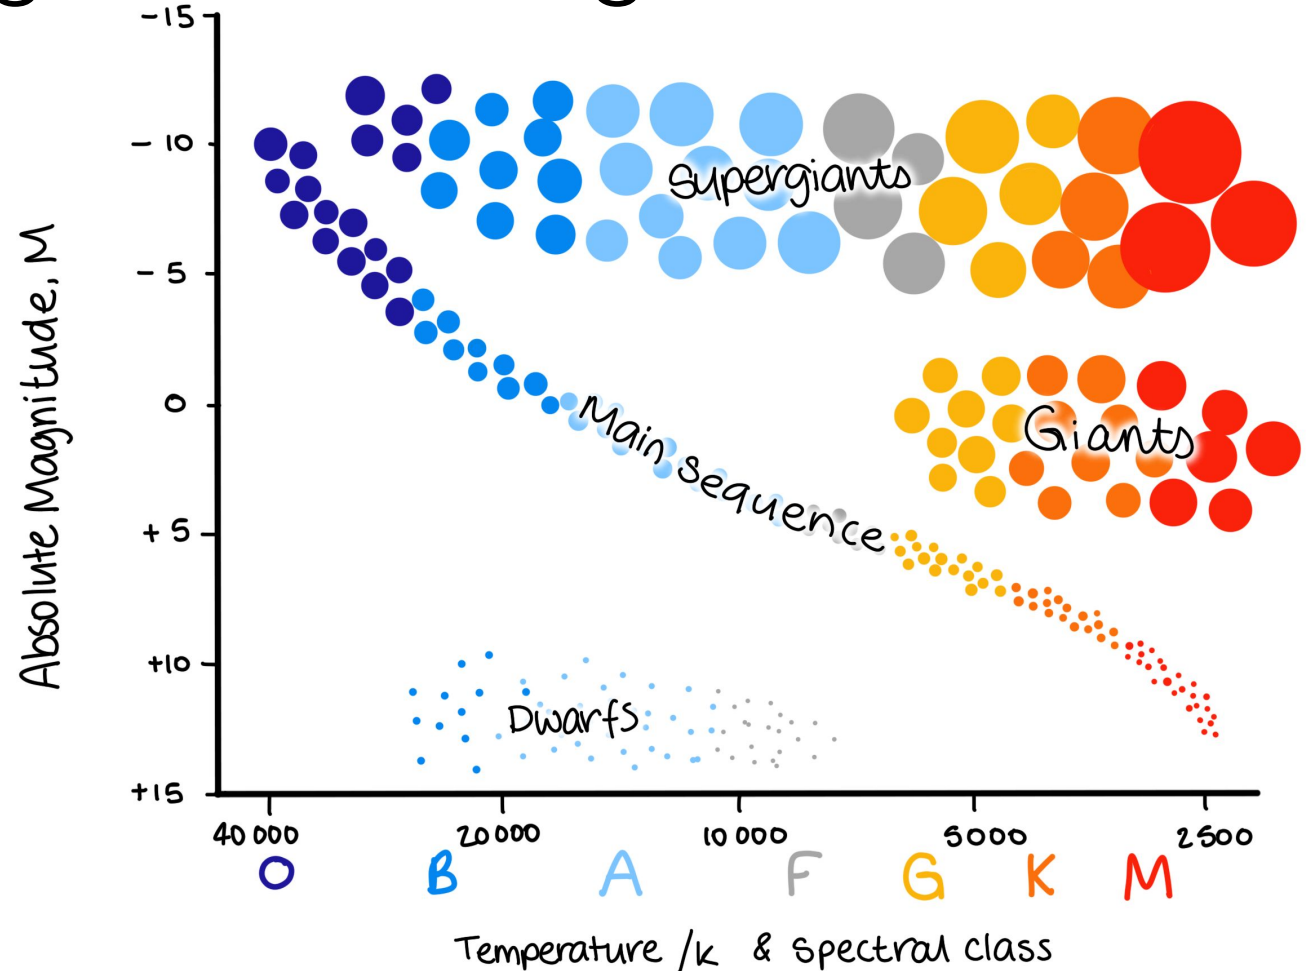 -15
- 10
- 5
0
+ 5
+10
+15
Absolute Magnitude, M
Supergiants
Giants
Main Sequence
Dwarfs
40 000 20 000 10 000 5000 2500
O B A F G K M
Temperature /K & spectral class